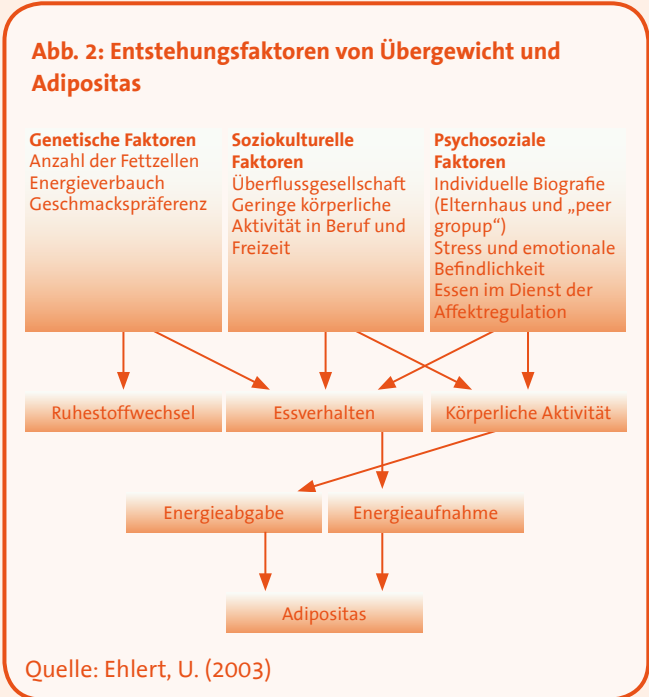 Abb. 2: Entstehungsfaktoren von Übergewicht und
Adipositas
Genetische Faktoren
Anzahl der Fettzellen
Energieverbauch
Geschmackspräferenz
Soziokulturelle
Faktoren
Überflussgesellschaft
Geringe körperliche
Aktivität in Beruf und
Freizeit
Psychosoziale
Faktoren
Individuelle Biografie
(Elternhaus und „peer
gropup“)
Stress und emotionale
Befindlichkeit
Essen im Dienst der
Affektregulation
Ruhestoffwechsel
Essverhalten
Körperliche Aktivität
Energieabgabe
Energieaufnahme
Adipositas
Quelle: Ehlert, U. (2003)